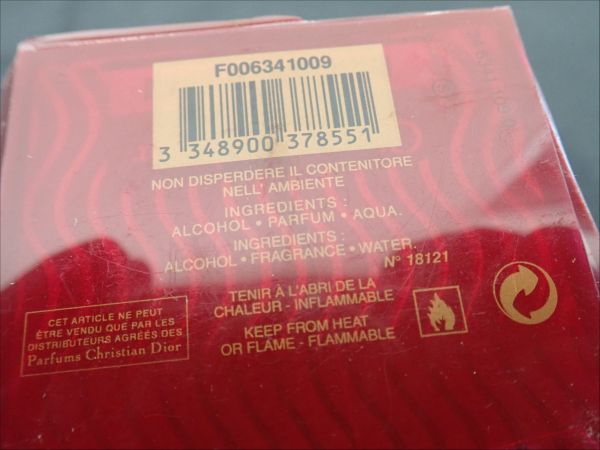 F006341009
3 348900 378551
NON DISPERDERE IL CONTENITORE
NELL' AMBIENTE
INGREDIENTS :
ALCOHOL • PARFUM • AQUA.
INGREDIENTS :
ALCOHOL • FRAGRANCE • WATER.
N° 18121
TENIR À L'ABRI DE LA
CHALEUR - INFLAMMABLE
KEEP FROM HEAT
OR FLAME - FLAMMABLE
CET ARTICLE NE PEUT
ÊTRE VENDU QUE PAR LES
DISTRIBUTEURS AGRÉÉS DES
Parfums Christian Dior